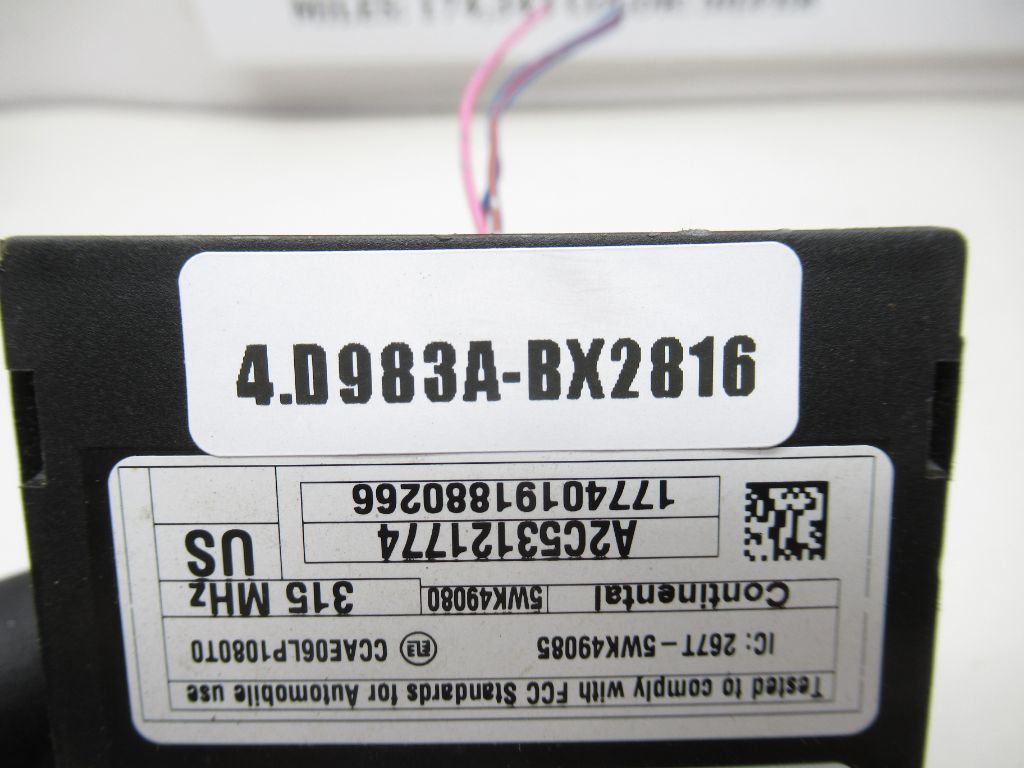 4.D983A-BX2816
Tested to comply with FCC Standards for Automobile use
IC: 267T-5WK49085 CCAE06LP1080T0
Continental 5WK49080 315 MHz
A2C53121774 US
17740191880266